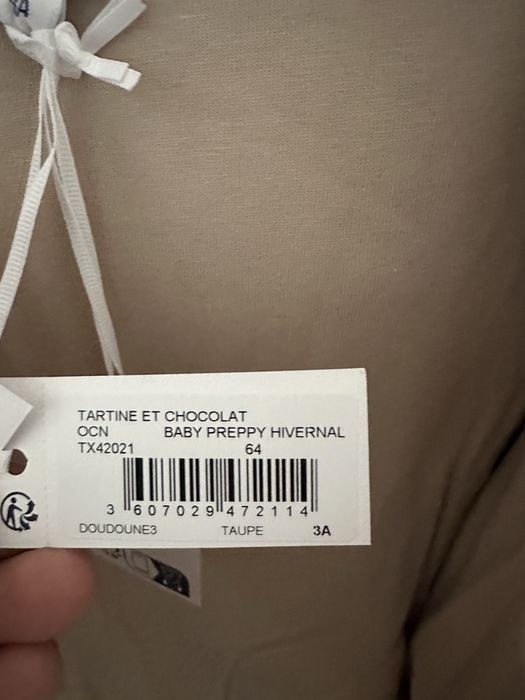 TARTINE ET CHOCOLAT
OCN BABY PREPPY HIVERNAL
TX42021 64
3 607029 472114
DOUDOUNE3 TAUPE 3A